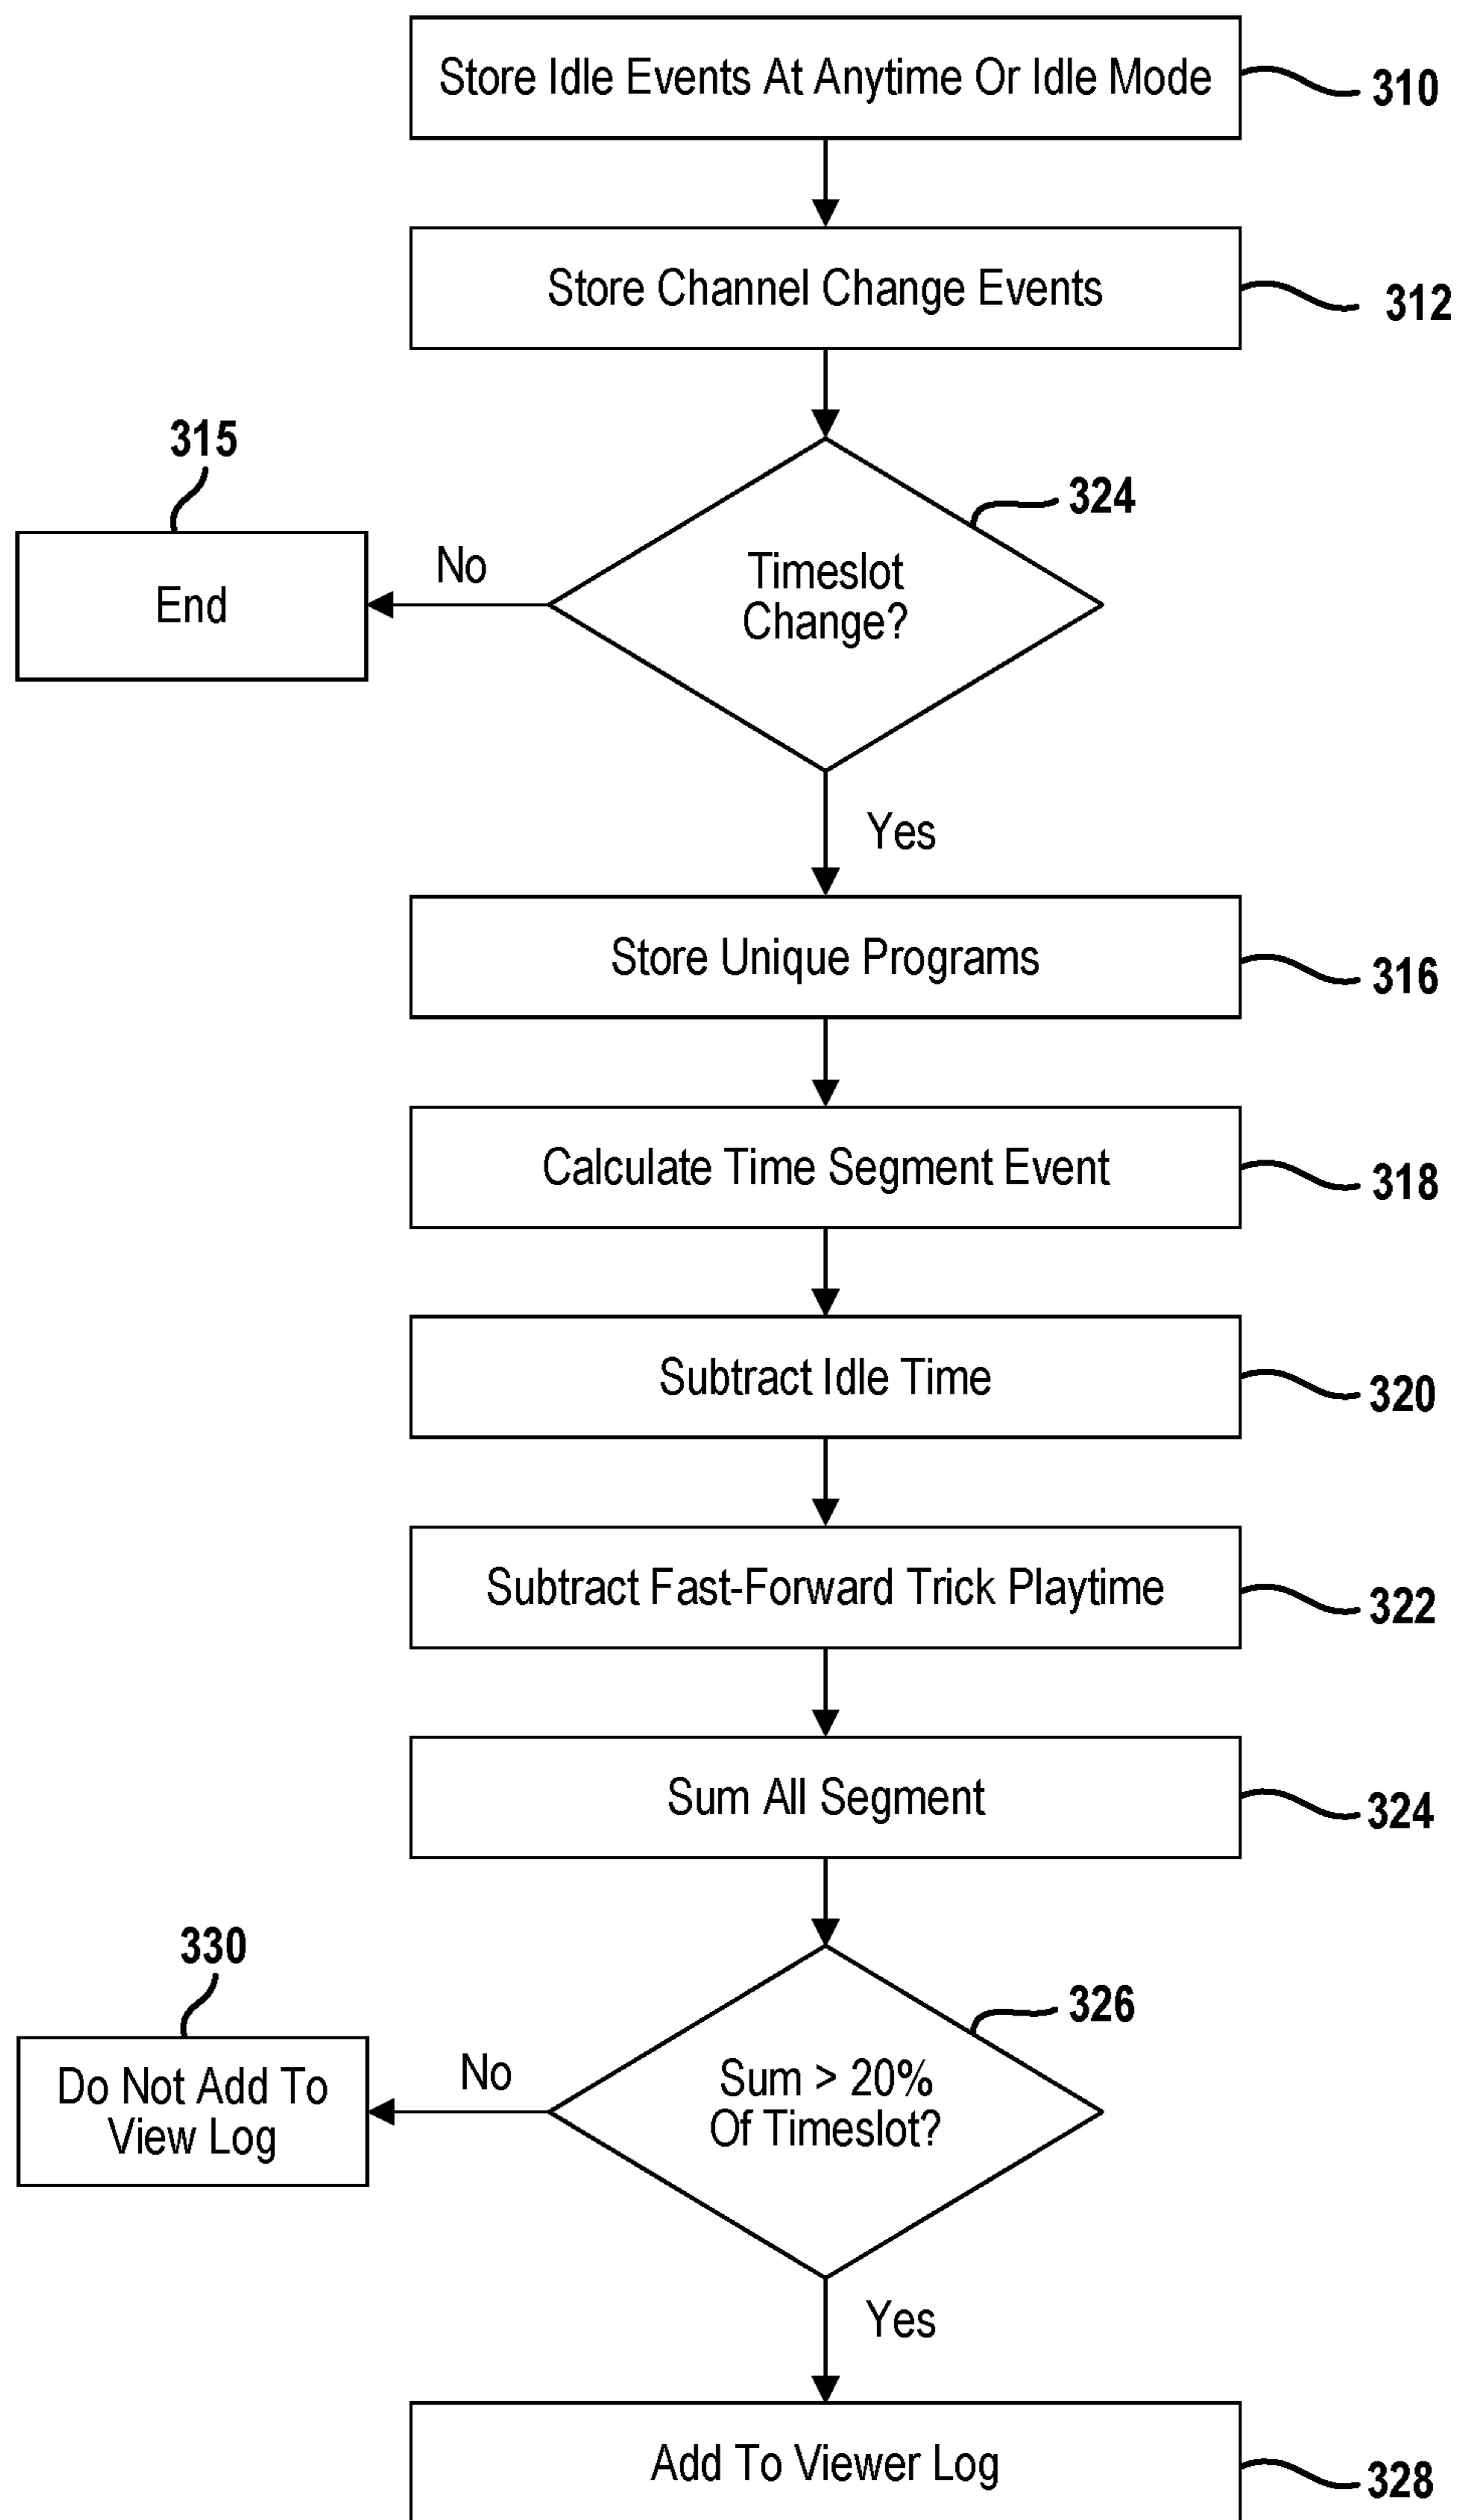 Store Idle Events At Anytime Or Idle Mode
310
Store Channel Change Events
312
315
324
End
No
Timeslot
Change?
Yes
Store Unique Programs
316
Calculate Time Segment Event
318
Subtract Idle Time
320
Subtract Fast-Forward Trick Playtime
322
Sum All Segment
324
330
326
Do Not Add To
View Log
No
Sum > 20%
Of Timeslot?
Yes
Add To Viewer Log
328